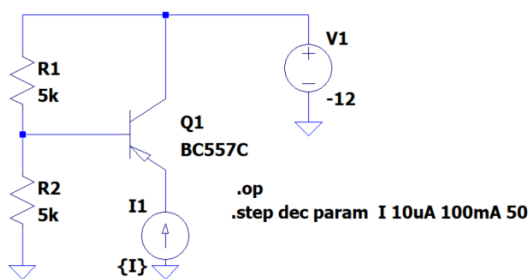 R1
5k
V1
+
−
-12
Q1
BC557C
R2
5k
I1
{I}
.op
.step dec param I 10uA 100mA 50